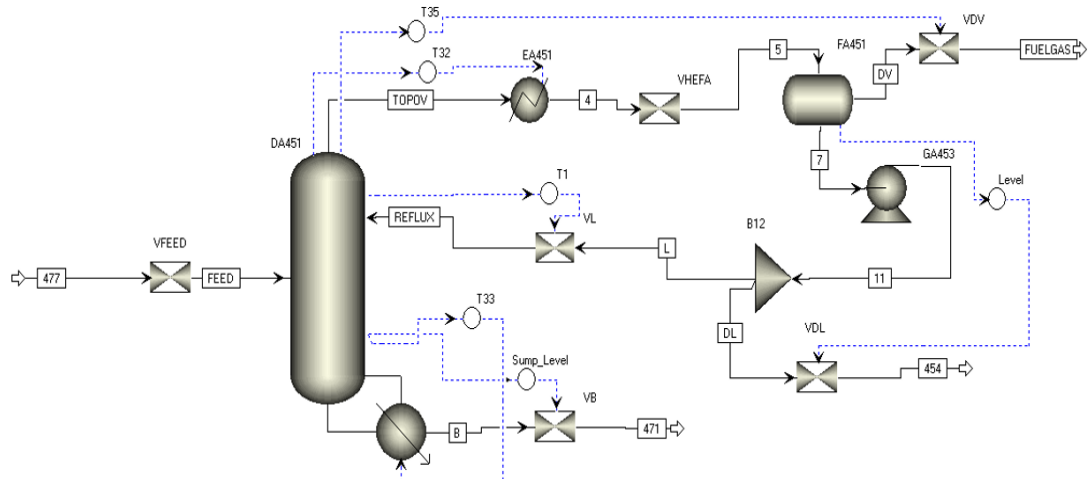 T35
VDV
T32
EA451
5
FA451
FUELGAS
VHEFA
DV
TOPOV
4
DA451
7
GA453
T1
Level
REFLUX
VL
B12
VFEED
L
477
FEED
11
T33
DL
VDL
Sump_Level
454
VB
B
471